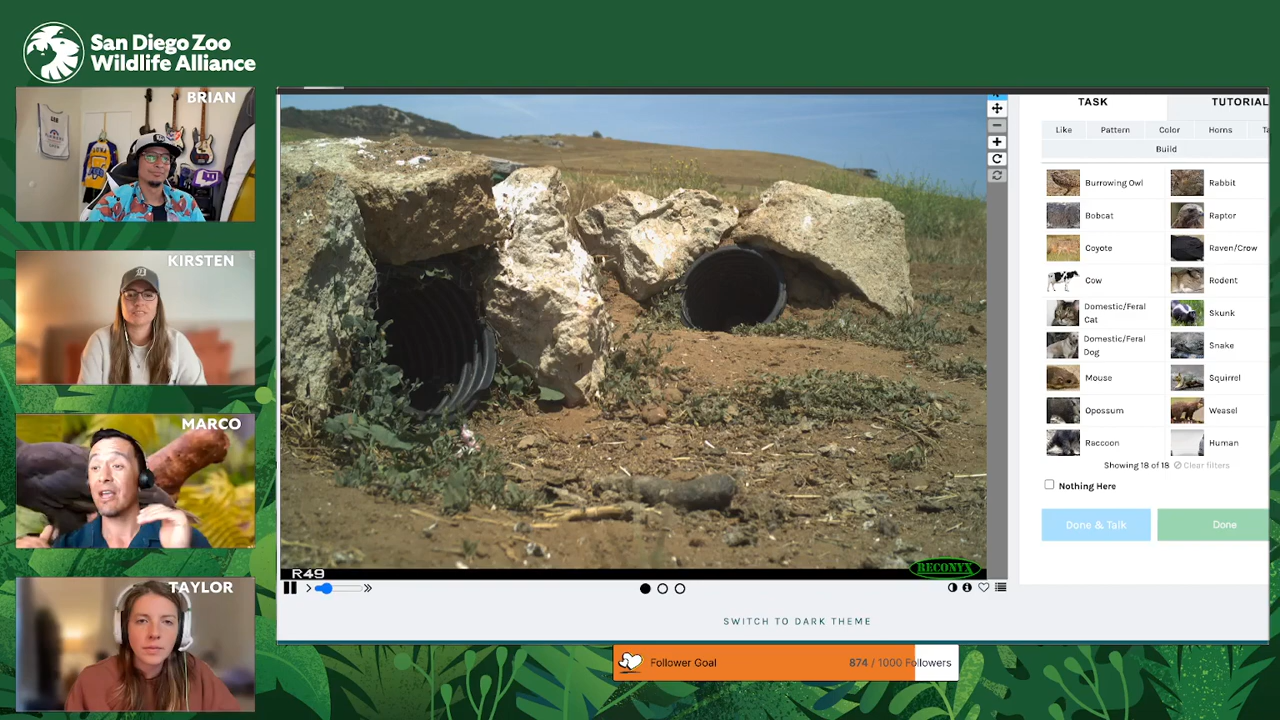 San Diego Zoo
Wildlife Alliance
BRIAN
KIRSTEN
MARCO
TAYLOR
TASK
TUTORIAL
Like
Pattern
Color
Horns
Build
Burrowing Owl
Rabbit
Bobcat
Raptor
Coyote
Raven/Crow
Cow
Rodent
Domestic/Feral
Cat
Skunk
Domestic/Feral
Dog
Snake
Mouse
Squirrel
Opossum
Weasel
Raccoon
Human
Showing 18 of 18
Clear filters
Nothing Here
Done & Talk
Done
R49
RECONYX
SWITCH TO DARK THEME
Follower Goal
874 / 1000 Followers